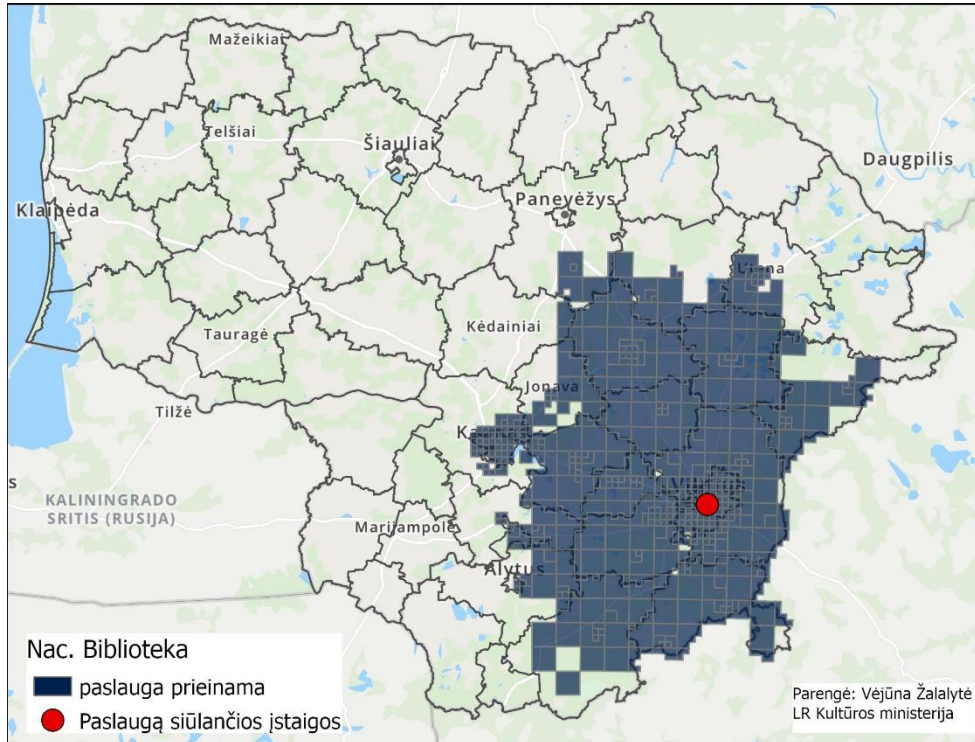 Mažeikiai
Telšiai
Šiauliai
Daugpilis
Panevėžys
Klaipėda
Utena
Kėdainiai
Tauragė
Jonava
Tilžė
s
KALININGRADO
SRITIS (RUSIJA)
Marijampolė
Alytus
Nac. Biblioteka
paslauga prieinama
Paslaugą siūlančios įstaigos
Parengė: Vėjūna Žalalytė
LR Kultūros ministerija